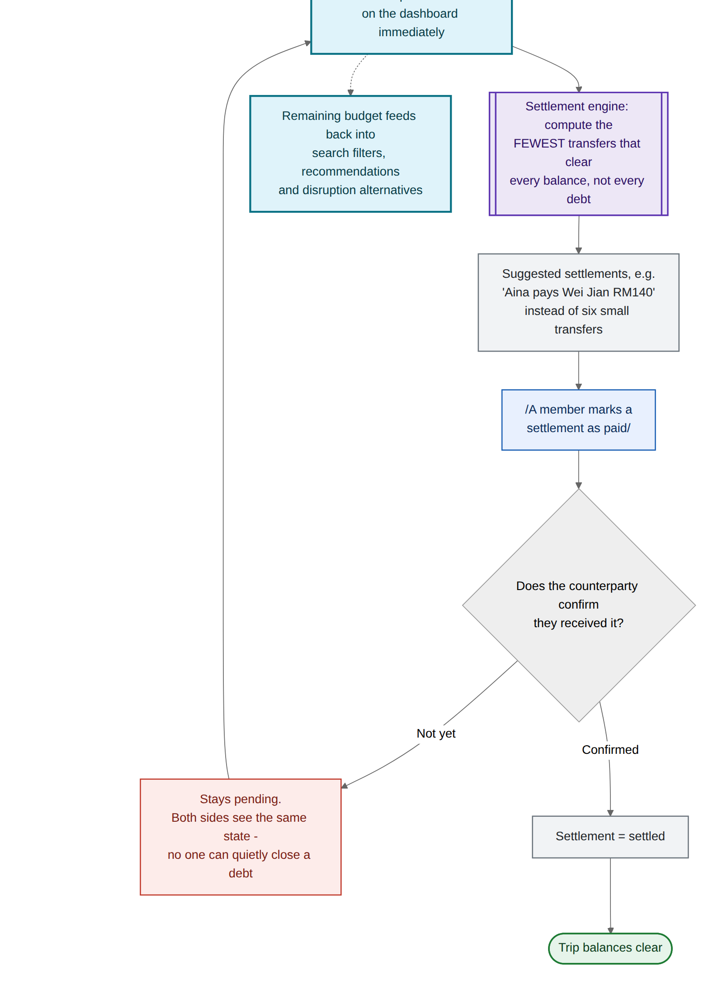 on the dashboard
immediately
Remaining budget feeds
back into
search filters,
recommendations
and disruption alternatives
Settlement engine:
compute the
FEWEST transfers that
clear
every balance, not every
debt
Suggested settlements, e.g.
'Aina pays Wei Jian RM140'
instead of six small
transfers
/A member marks a
settlement as paid/
Does the counterparty
confirm
they received it?
Not yet
Confirmed
Stays pending.
Both sides see the same
state -
no one can quietly close a
debt
Settlement = settled
Trip balances clear